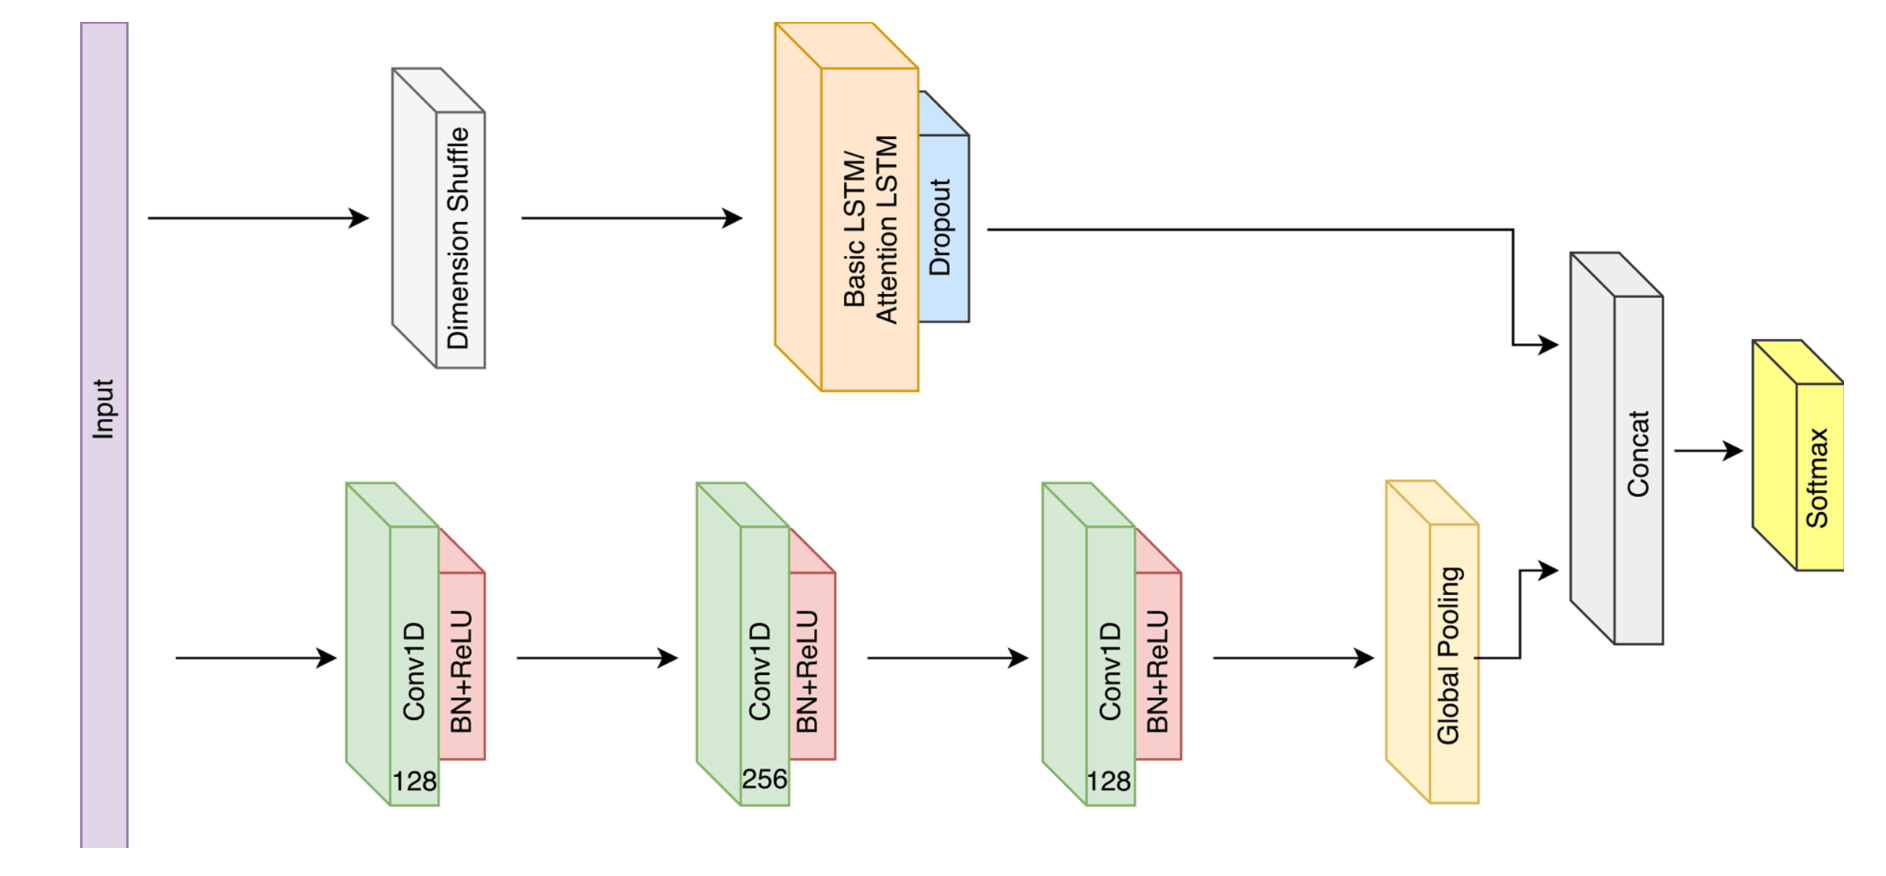 Input
Dimension Shuffle
Basic LSTM/
Attention LSTM
Dropout
Conv1D
128
BN+ReLU
Conv1D
256
BN+ReLU
Conv1D
128
BN+ReLU
Global Pooling
Concat
Softmax